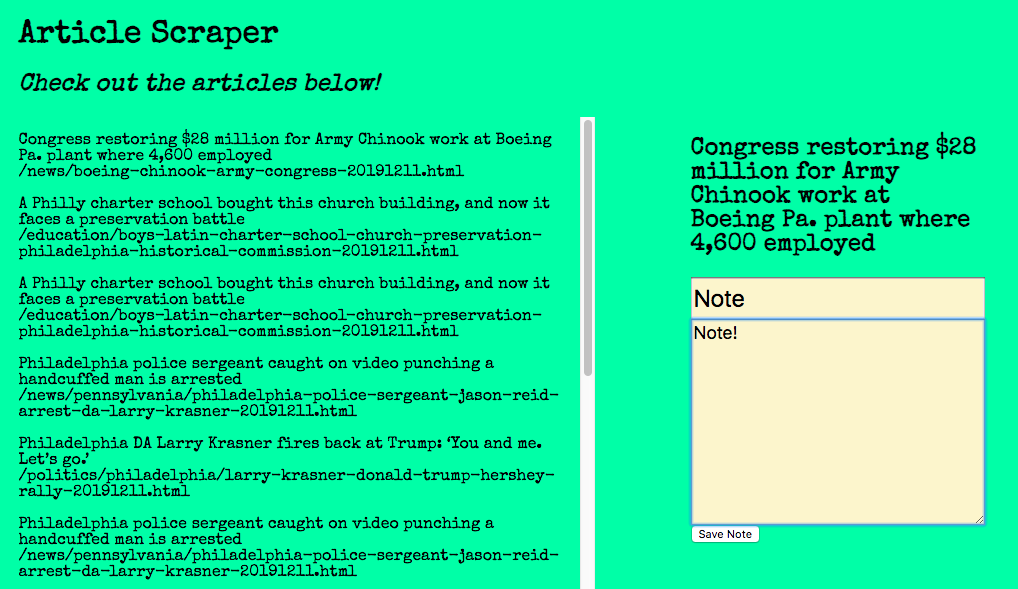 Article Scraper
Check out the articles below!
Congress restoring $28 million for Army Chinook work at Boeing
Pa. plant where 4,600 employed
/news/boeing-chinook-army-congress-20191211.html
A Philly charter school bought this church building, and now it
faces a preservation battle
/education/boys-latin-charter-school-church-preservation-
philadelphia-historical-commission-20191211.html
A Philly charter school bought this church building, and now it
faces a preservation battle
/education/boys-latin-charter-school-church-preservation-
philadelphia-historical-commission-20191211.html
Philadelphia police sergeant caught on video punching a
handcuffed man is arrested
/news/pennsylvania/philadelphia-police-sergeant-jason-reid-
arrest-da-larry-krasner-20191211.html
Philadelphia DA Larry Krasner fires back at Trump: ‘You and me.
Let’s go.’
/politics/philadelphia/larry-krasner-donald-trump-hershey-
rally-20191211.html
Philadelphia police sergeant caught on video punching a
handcuffed man is arrested
/news/pennsylvania/philadelphia-police-sergeant-jason-reid-
arrest-da-larry-krasner-20191211.html
Congress restoring $28
million for Army
Chinook work at
Boeing Pa. plant where
4,600 employed
Note
Note!
Save Note